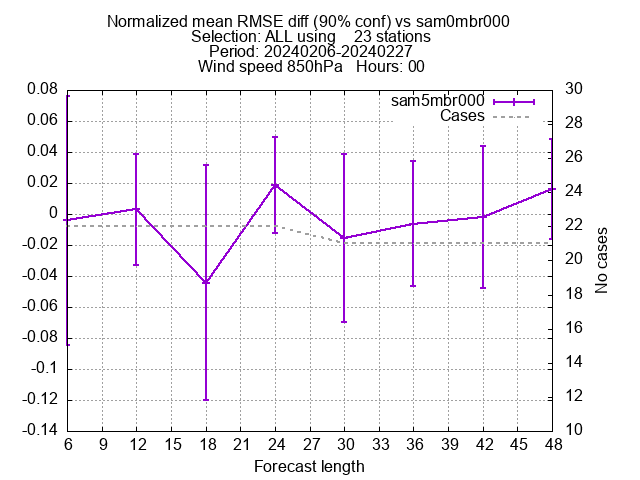 Normalized mean RMSE diff (90% conf) vs sam0mbr000
Selection: ALL using    23 stations
Period: 20240206-20240227
Wind speed 850hPa   Hours: 00
sam5mbr000
Cases
0.08
0.06
0.04
0.02
0
-0.02
-0.04
-0.06
-0.08
-0.1
-0.12
-0.14
30
28
26
24
22
20
18
16
14
12
10
No cases
6 9 12 15 18 21 24 27 30 33 36 39 42 45 48
Forecast length